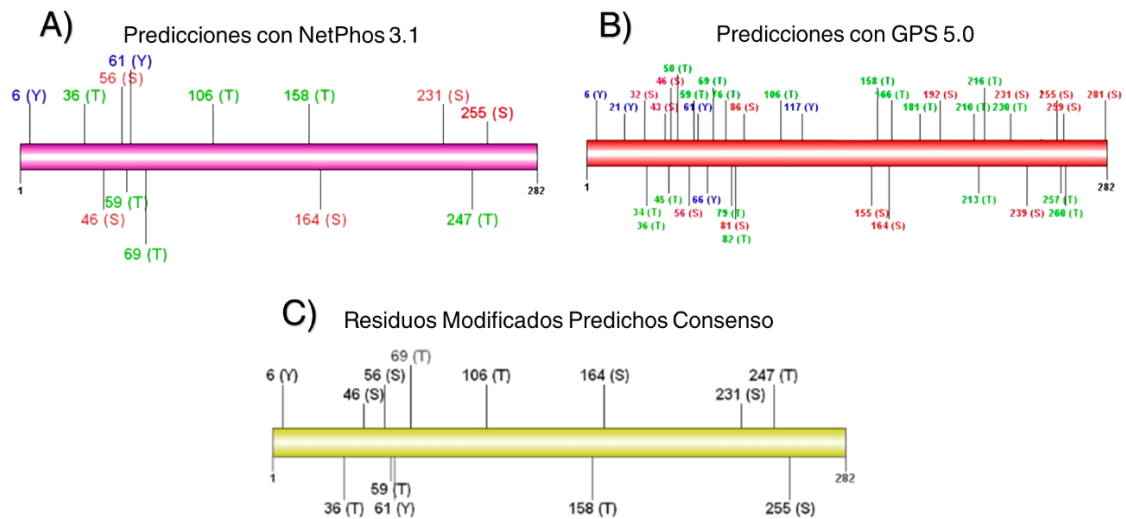 A)
Predicciones con NetPhos 3.1
61 (Y)
56 (S)
6 (Y) 36 (T) 106 (T) 158 (T) 231 (S)
255 (S)
1 282
59 (T)
46 (S) 164 (S) 247 (T)
69 (T)
B)
Predicciones con GPS 5.0
50 (T)
46 (S) 69 (T) 158 (T) 216 (T)
6 (Y) 32 (S) 59 (T) 76 (T) 106 (T) 166 (T) 192 (S) 231 (S) 255 (S) 281 (S)
21 (Y) 43 (S) 61 (Y) 86 (S) 117 (Y) 181 (T) 210 (T) 230 (T) 259 (S)
1 282
45 (T) 66 (Y) 213 (T) 257 (T)
34 (T) 56 (S) 79 (T) 155 (S) 239 (S) 260 (T)
36 (T) 81 (S) 164 (S)
82 (T)
C)
Residuos Modificados Predichos Consenso
69 (T)
6 (Y) 56 (S) 106 (T) 164 (S) 247 (T)
46 (S) 231 (S)
1 282
59 (T)
36 (T) 61 (Y) 158 (T) 255 (S)